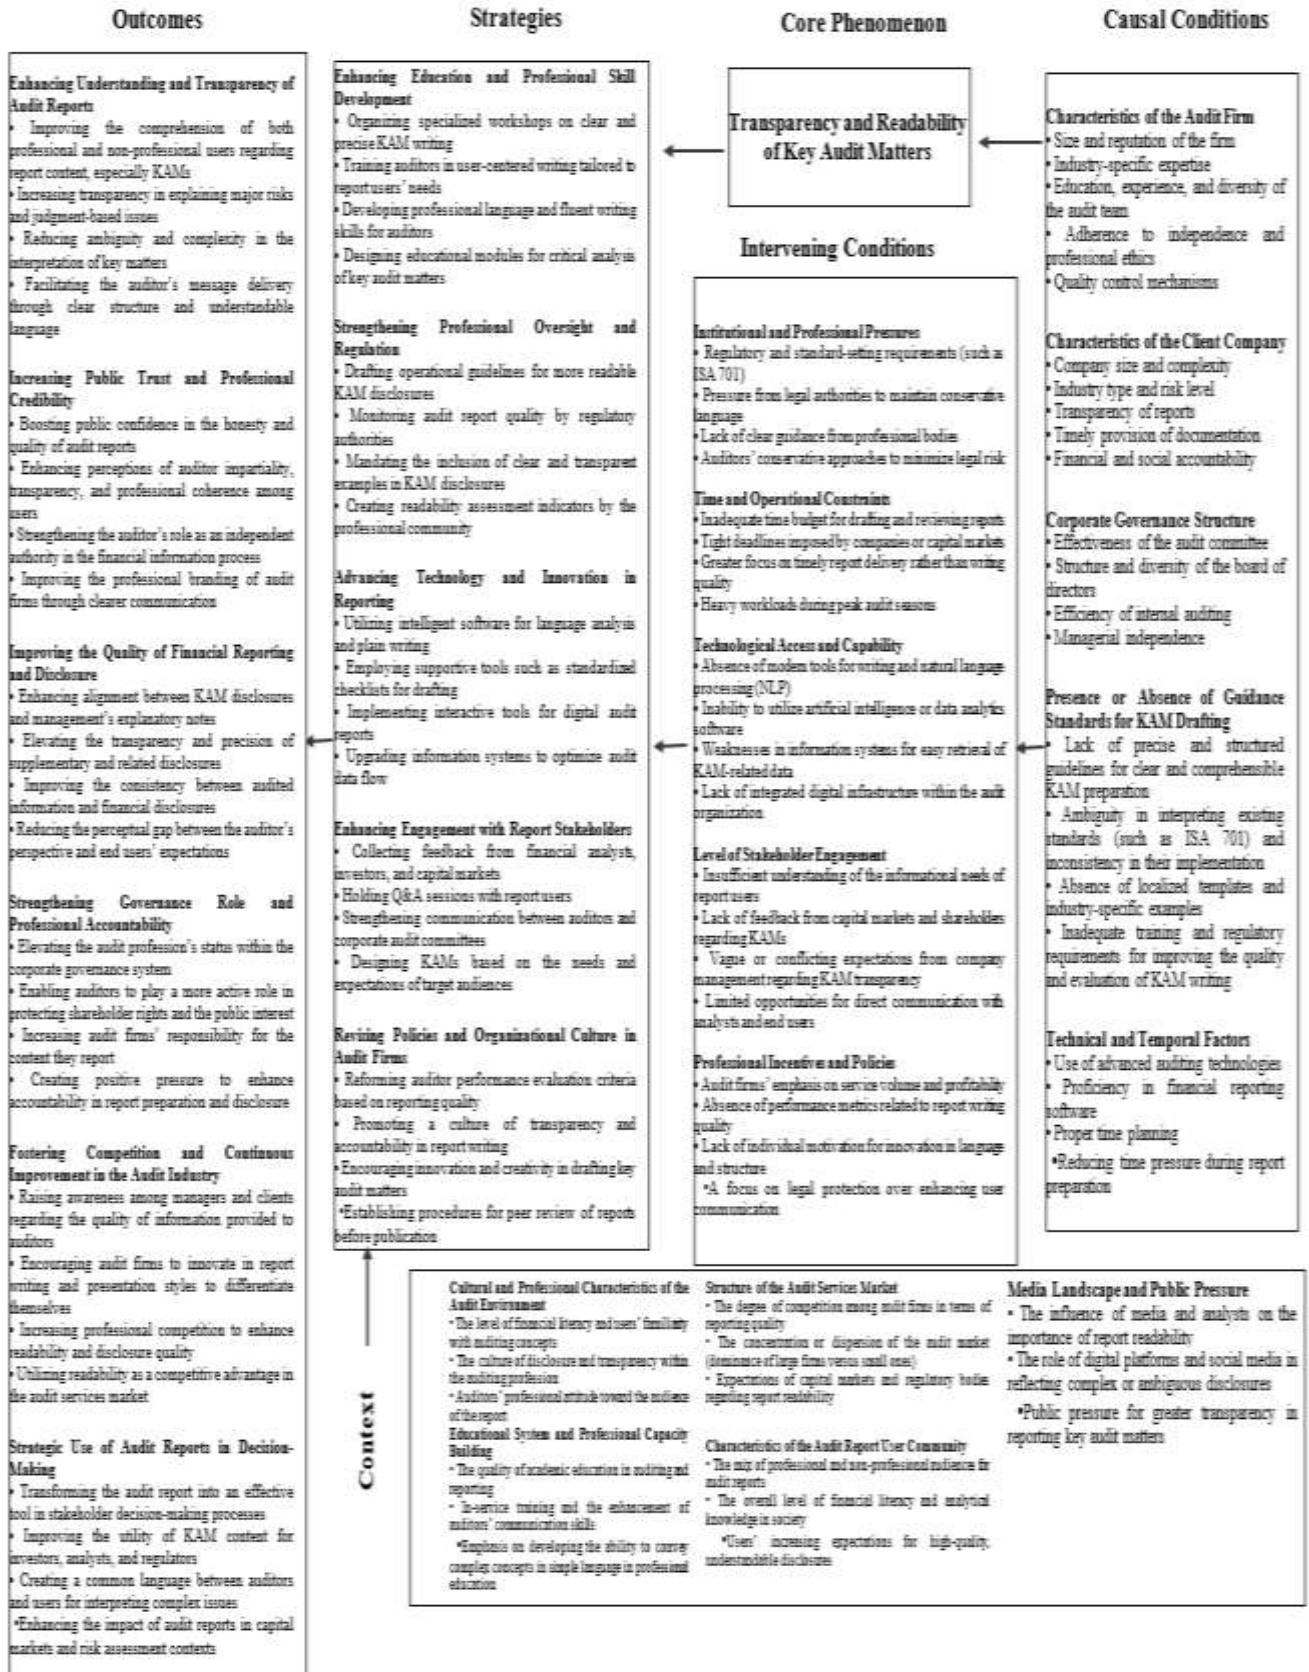 Outcomes
Enhancing Understanding and Transparency of
Audit Reports
• Improving the comprehension of both
professional and non-professional users regarding
report content, especially KAMs
• Increasing transparency in explaining major risks
and judgment-based issues
• Reducing ambiguity and complexity in the
interpretation of key matters
• Facilitating the auditor's message delivery
through clear structure and understandable
language
Increasing Public Trust and Professional
Credibility
• Boosting public confidence in the honesty and
quality of audit reports
• Enhancing perceptions of auditor impartiality,
transparency, and professional coherence among
users
• Strengthening the auditor's role as an independent
authority in the financial information process
• Improving the professional branding of audit
firms through clearer communication
Improving the Quality of Financial Reporting
and Disclosure
• Enhancing alignment between KAM disclosures
and management's explanatory notes
• Elevating the transparency and precision of
supplementary and related disclosures
• Improving the consistency between audited
information and financial disclosures
• Reducing the perceptual gap between the auditor's
perspective and end users' expectations
Strengthening Governance Role and
Professional Accountability
• Elevating the audit profession's status within the
corporate governance system
• Enabling auditors to play a more active role in
protecting shareholder rights and the public interest
• Increasing audit firms' responsibility for the
content they report
• Creating positive pressure to enhance
accountability in report preparation and disclosure
Fostering Competition and Continuous
Improvement in the Audit Industry
• Raising awareness among managers and clients
regarding the quality of information provided to
auditors
• Encouraging audit firms to innovate in report
writing and presentation styles to differentiate
themselves
• Increasing professional competition to enhance
readability and disclosure quality
• Utilizing readability as a competitive advantage in
the audit services market
Strategic Use of Audit Reports in Decision-
Making
• Transforming the audit report into an effective
tool in stakeholder decision-making processes
• Improving the utility of KAM content for
investors, analysts, and regulators
• Creating a common language between auditors
and users for interpreting complex issues
•Enhancing the impact of audit reports in capital
markets and risk assessment contexts
Strategies
Enhancing Education and Professional Skill
Development
• Organizing specialized workshops on clear and
precise KAM writing
• Training auditors in user-centered writing tailored to
report users' needs
• Developing professional language and fluent writing
skills for auditors
• Designing educational modules for critical analysis
of key audit matters
Strengthening Professional Oversight and
Regulation
• Drafting operational guidelines for more readable
KAM disclosures
• Monitoring audit report quality by regulatory
authorities
• Mandating the inclusion of clear and transparent
examples in KAM disclosures
• Creating readability assessment indicators by the
professional community
Advancing Technology and Innovation in
Reporting
• Utilizing intelligent software for language analysis
and plain writing
• Employing supportive tools such as standardized
checklists for drafting
• Implementing interactive tools for digital audit
reports
• Upgrading information systems to optimize audit
data flow
Enhancing Engagement with Report Stakeholders
• Collecting feedback from financial analysts,
investors, and capital markets
• Holding Q&A sessions with report users
• Strengthening communication between auditors and
corporate audit committees
• Designing KAMs based on the needs and
expectations of target audiences
Revising Policies and Organizational Culture in
Audit Firms
• Reforming auditor performance evaluation criteria
based on reporting quality
• Promoting a culture of transparency and
accountability in report writing
• Encouraging innovation and creativity in drafting key
audit matters
•Establishing procedures for peer review of reports
before publication
Core Phenomenon
Transparency and Readability
of Key Audit Matters
Intervening Conditions
Institutional and Professional Pressures
• Regulatory and standard-setting requirements (such as
ISA 701)
• Pressure from legal authorities to maintain conservative
language
• Lack of clear guidance from professional bodies
• Auditors' conservative approaches to minimize legal risk
Time and Operational Constraints
• Inadequate time budget for drafting and reviewing reports
• Tight deadlines imposed by companies or capital markets
• Greater focus on timely report delivery rather than writing
quality
• Heavy workloads during peak audit seasons
Technological Access and Capability
• Absence of modern tools for writing and natural language
processing (NLP)
• Inability to utilize artificial intelligence or data analytics
software
• Weaknesses in information systems for easy retrieval of
KAM-related data
• Lack of integrated digital infrastructure within the audit
organization
Level of Stakeholder Engagement
• Insufficient understanding of the informational needs of
report users
• Lack of feedback from capital markets and shareholders
regarding KAMs
• Vague or conflicting expectations from company
management regarding KAM transparency
• Limited opportunities for direct communication with
analysts and end users
Professional Incentives and Policies
• Audit firms' emphasis on service volume and profitability
• Absence of performance metrics related to report writing
quality
• Lack of individual motivation for innovation in language
and structure
•A focus on legal protection over enhancing user
communication
Causal Conditions
Characteristics of the Audit Firm
• Size and reputation of the firm
• Industry-specific expertise
• Education, experience, and diversity of
the audit team
• Adherence to independence and
professional ethics
• Quality control mechanisms
Characteristics of the Client Company
• Company size and complexity
• Industry type and risk level
• Transparency of reports
• Timely provision of documentation
• Financial and social accountability
Corporate Governance Structure
• Effectiveness of the audit committee
• Structure and diversity of the board of
directors
• Efficiency of internal auditing
• Managerial independence
Presence or Absence of Guidance
Standards for KAM Drafting
• Lack of precise and structured
guidelines for clear and comprehensible
KAM preparation
• Ambiguity in interpreting existing
standards (such as ISA 701) and
inconsistency in their implementation
• Absence of localized templates and
industry-specific examples
• Inadequate training and regulatory
requirements for improving the quality
and evaluation of KAM writing
Technical and Temporal Factors
• Use of advanced auditing technologies
• Proficiency in financial reporting
software
• Proper time planning
•Reducing time pressure during report
preparation
Context
Cultural and Professional Characteristics of the
Audit Environment
• The level of financial literacy and users' familiarity
with auditing concepts
• The culture of disclosure and transparency within
the auditing profession
• Auditors' professional attitude toward the audience
of the report
Educational System and Professional Capacity
Building
• The quality of academic education in auditing and
reporting
• In-service training and the enhancement of
auditors' communication skills
•Emphasis on developing the ability to convey
complex concepts in simple language in professional
education
Structure of the Audit Services Market
• The degree of competition among audit firms in terms of
reporting quality
• The concentration or dispersion of the audit market
(dominance of large firms versus small ones)
• Expectations of capital markets and regulatory bodies
regarding report readability
Characteristics of the Audit Report User Community
• The mix of professional and non-professional audience for
audit reports
• The overall level of financial literacy and analytical
knowledge in society
•Users' increasing expectations for high-quality,
understandable disclosures
Media Landscape and Public Pressure
• The influence of media and analysts on the
importance of report readability
• The role of digital platforms and social media in
reflecting complex or ambiguous disclosures
•Public pressure for greater transparency in
reporting key audit matters